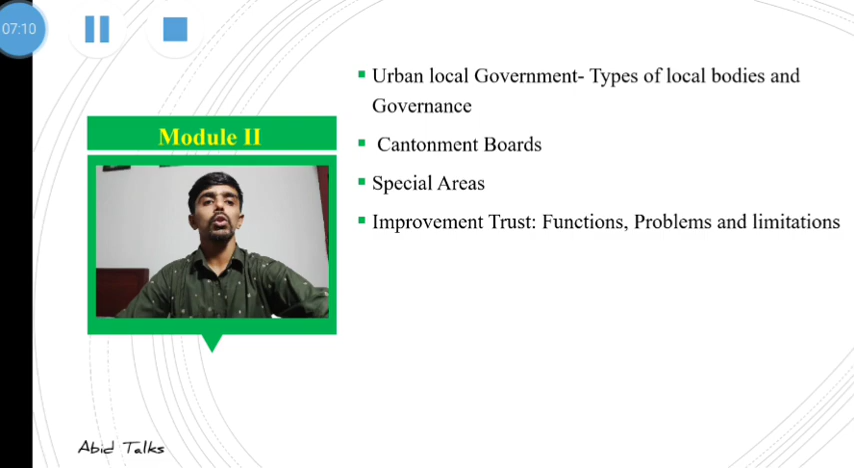 07:10
Module II
Urban local Government- Types of local bodies and
Governance
Cantonment Boards
Special Areas
Improvement Trust: Functions, Problems and limitations
Abid Talks